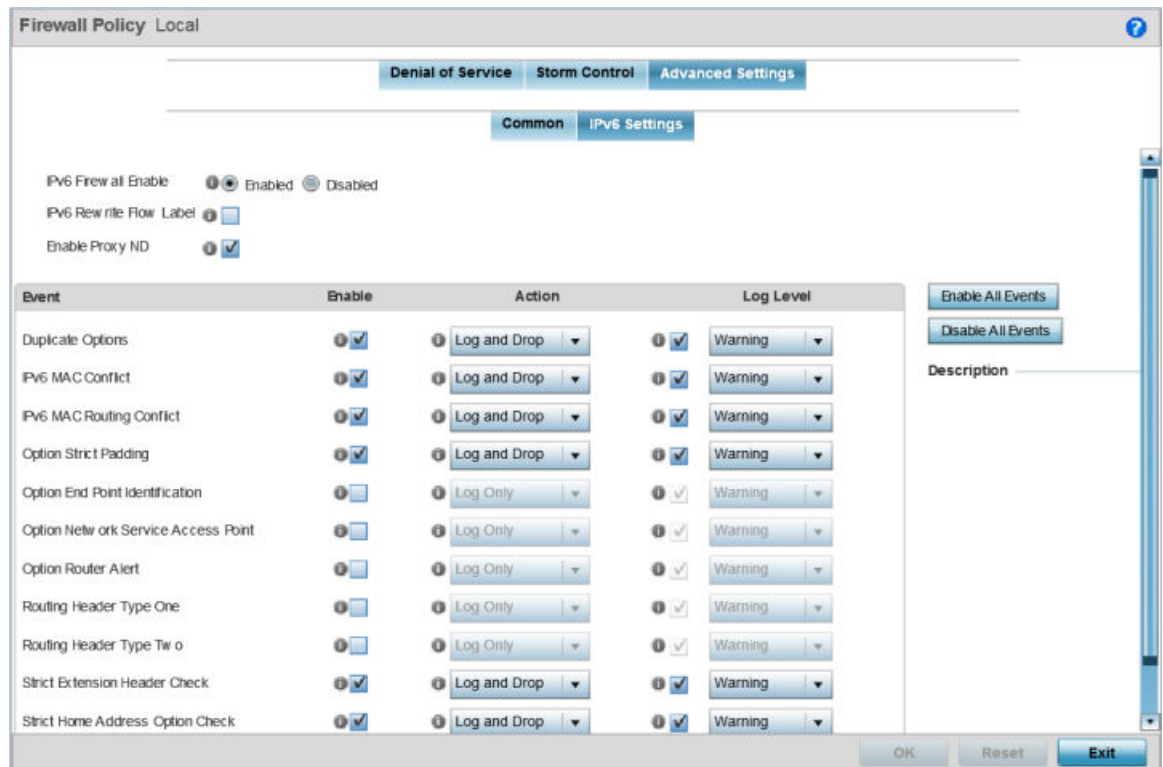 Firewall Policy Local
?
Denial of Service Storm Control Advanced Settings
Common IPv6 Settings
IPv6 Firewall Enable Enabled Disabled
IPv6 Rewrite Flow Label
Enable Proxy ND
Event Enable Action Log Level
Enable All Events
Duplicate Options Log and Drop Warning
Disable All Events
IPv6 MAC Conflict Log and Drop Warning
Description
IPv6 MAC Routing Conflict Log and Drop Warning
Option Strict Padding Log and Drop Warning
Option End Point Identification Log Only Warning
Option Network Service Access Point Log Only Warning
Option Router Alert Log Only Warning
Routing Header Type One Log Only Warning
Routing Header Type Two Log Only Warning
Strict Extension Header Check Log and Drop Warning
Strict Home Address Option Check Log and Drop Warning
OK Reset Exit